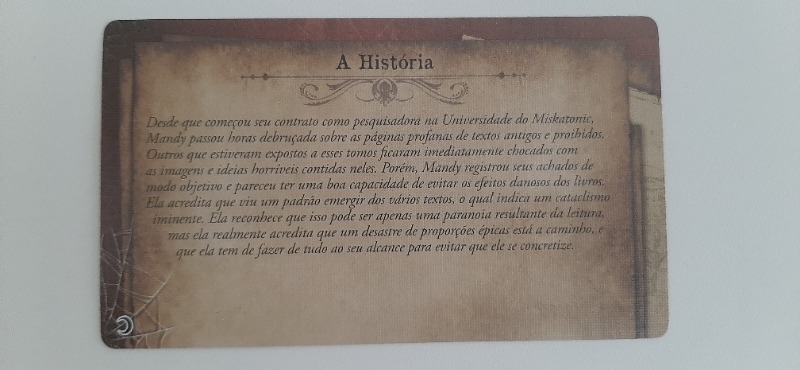 A História
Desde que começou seu contrato como pesquisadora na Universidade do Miskatonic,
Mandy passou horas debruçada sobre as páginas profanas de textos antigos e proibidos.
Outros que estiveram expostos a esses tomos ficaram imediatamente chocados com
as imagens e ideias horríveis contidas neles. Porém, Mandy registrou seus achados de
modo objetivo e pareceu ter uma boa capacidade de evitar os efeitos danosos dos livros.
Ela acredita que viu um padrão emergir dos vários textos, o qual indica um cataclismo
iminente. Ela reconhece que isso pode ser apenas uma paranoia resultante da leitura,
mas ela realmente acredita que um desastre de proporções épicas está a caminho, e
que ela tem de fazer de tudo ao seu alcance para evitar que ele se concretize.